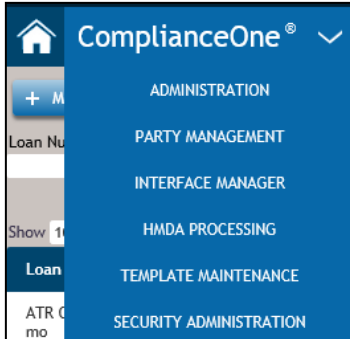 ComplianceOne®
ADMINISTRATION
+ M
PARTY MANAGEMENT
Loan Nu
INTERFACE MANAGER
HMDA PROCESSING
Show 1
Loan
TEMPLATE MAINTENANCE
ATR
mo
SECURITY ADMINISTRATION